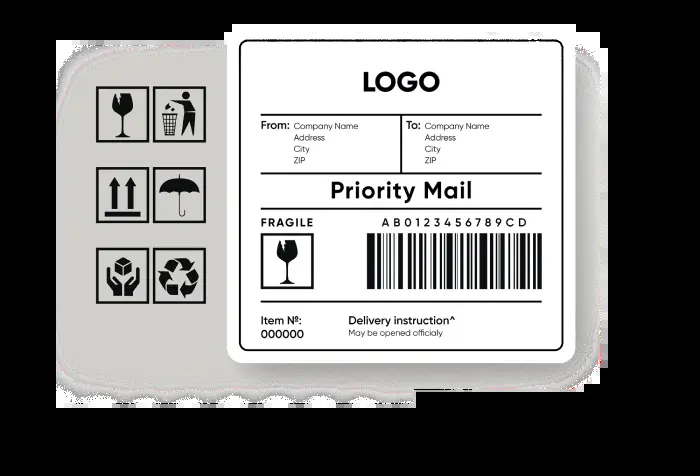 LOGO
From: Company Name
Address
City
ZIP
To: Company Name
Address
City
ZIP
Priority Mail
FRAGILE
AB0123456789CD
Item Nº:
000000
Delivery instruction^
May be opened officialy